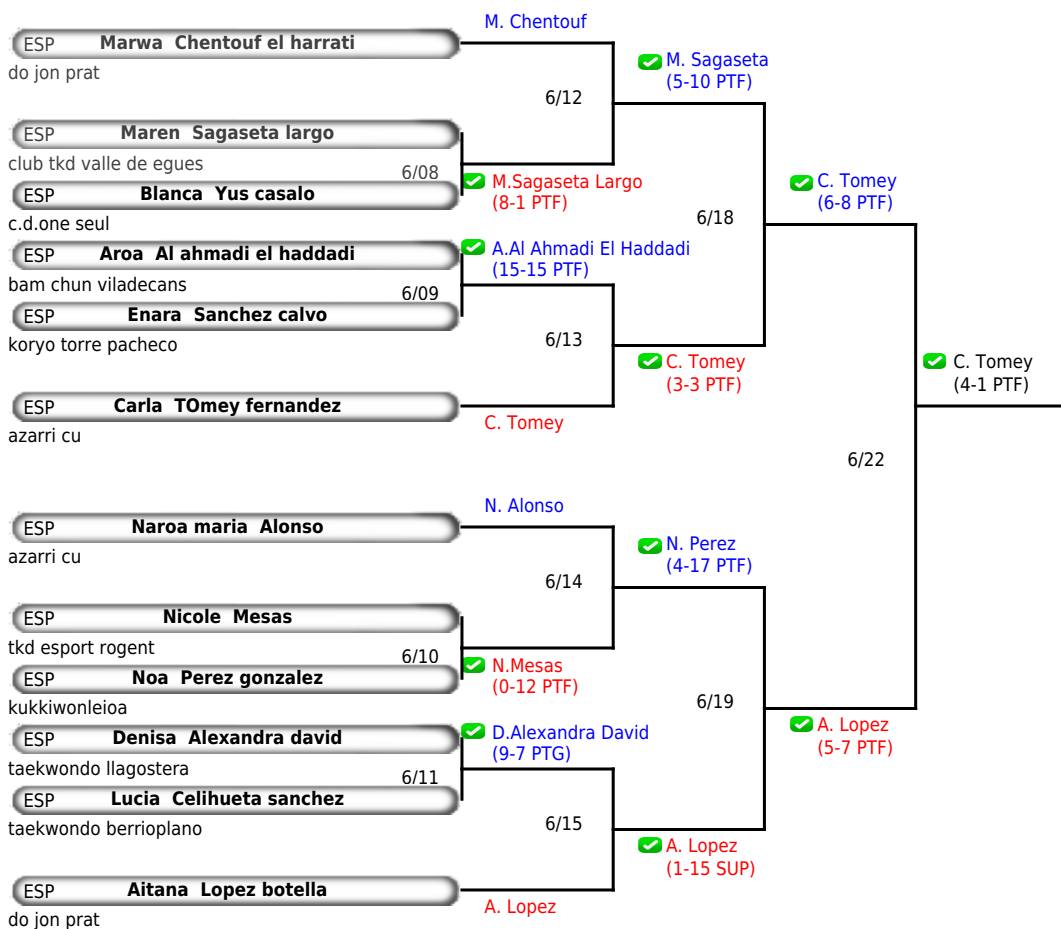 M. Chentouf
ESP Marwa Chentouf el harrati
do jon prat
M. Sagaseta
(5-10 PTF)
6/12
ESP Maren Sagaseta largo
club tkd valle de egues
6/08
M.Sagaseta Largo
(8-1 PTF)
C. Tomey
(6-8 PTF)
ESP Blanca Yus casalo
c.d.one seul
6/18
ESP Aroa Al ahmadi el haddadi
A.Al Ahmadi El Haddadi
(15-15 PTF)
bam chun viladecans
6/09
ESP Enara Sanchez calvo
koryo torre pacheco
6/13
C. Tomey
(3-3 PTF)
C. Tomey
(4-1 PTF)
ESP Carla TOmey fernandez
C. Tomey
azarri cu
6/22
N. Alonso
ESP Naroa maria Alonso
azarri cu
N. Perez
(4-17 PTF)
6/14
ESP Nicole Mesas
tkd esport rogent
6/10
N.Mesas
(0-12 PTF)
ESP Noa Perez gonzalez
kukkiwonleioa
6/19
ESP Denisa Alexandra david
D.Alexandra David
(9-7 PTG)
A. Lopez
(5-7 PTF)
taekwondo llagostera
6/11
ESP Lucia Celihueta sanchez
taekwondo berrioplano
6/15
A. Lopez
(1-15 SUP)
ESP Aitana Lopez botella
A. Lopez
do jon prat